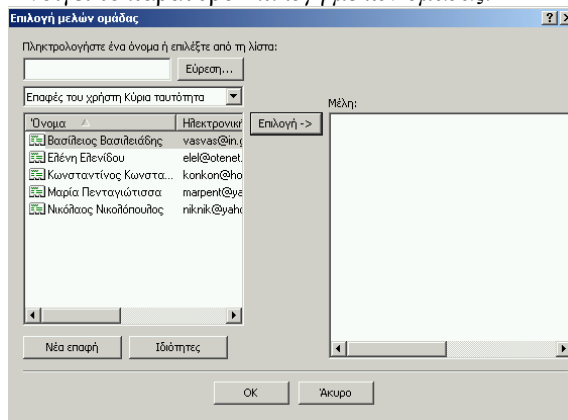 Επιλογή μελών ομάδας
Πληκτρολογήστε ένα όνομα ή επιλέξτε από τη λίστα:
Εύρεση...
Επαφές του χρήστη Κύρια ταυτότητα
Μέλη:
Όνομα Ηλεκτρονική
Επιλογή ->
Βασίλειος Βασιλειάδης vasvas@in.g
Ελένη Ελενίδου elel@otenet.
Κωνσταντίνος Κωνστα... konkon@ho
Μαρία Πενταγιώτισσα marpent@ya
Νικόλαος Νικολόπουλος niknik@yaho
Νέα επαφή Ιδιότητες
OK Άκυρο